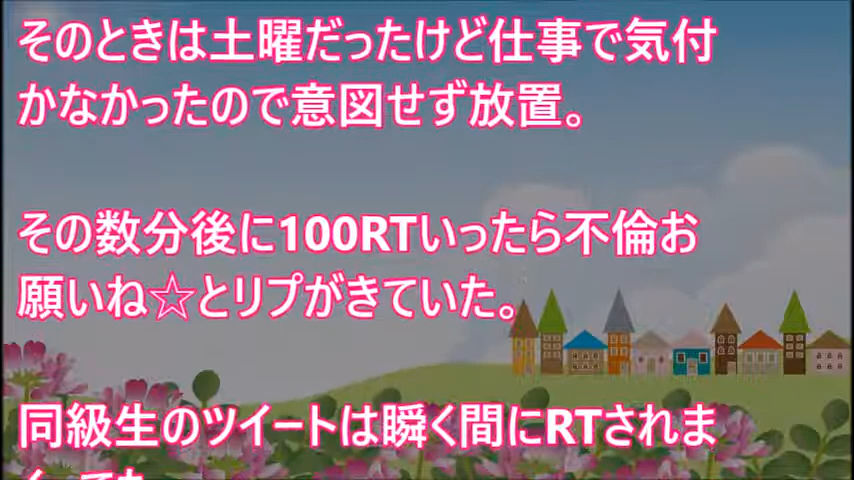 そのときは土曜だったけど仕事で気付
かなかったので意図せず放置。
その数分後に100RTいったら不倫お
願いね☆とリプがきていた。
同級生のツイートは瞬く間にRTされま